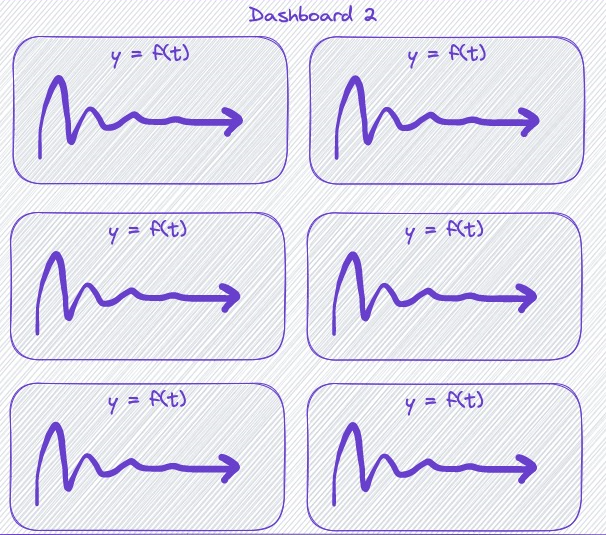 Dashboard 2
y = f(t)
y = f(t)
y = f(t)
y = f(t)
y = f(t)
y = f(t)